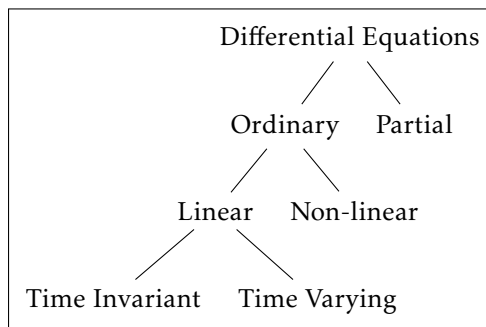 Differential Equations
Ordinary Partial
Linear Non-linear
Time Invariant Time Varying